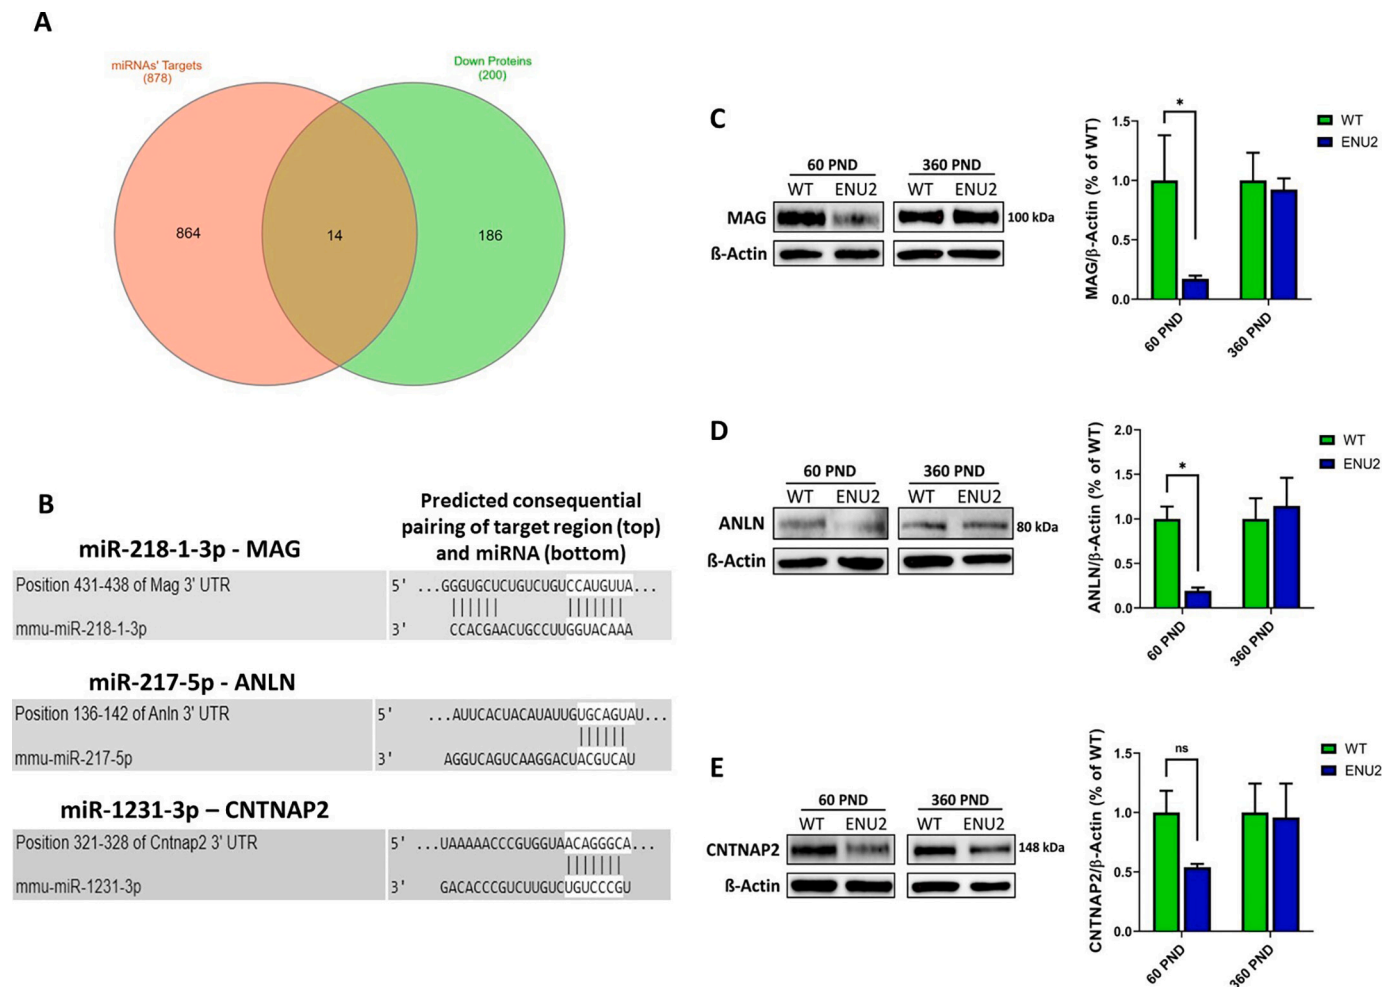 A
miRNAs' Targets
(878)
Down Proteins
(200)
864
14
186
B
Predicted consequential
pairing of target region (top)
and miRNA (bottom)
miR-218-1-3p - MAG
Position 431-438 of Mag 3' UTR
5' ...GGGUGCUCUGUCUGUCCAUGUUA...
mmu-miR-218-1-3p
3' CCACGAACUGCCUUGGUACAAA
miR-217-5p - ANLN
Position 136-142 of Anln 3' UTR
5' ...AUUCACUACAUAUUGUGCAGUAU...
mmu-miR-217-5p
3' AGGUCAGUCAAGGACUACGUCAU
miR-1231-3p – CNTNAP2
Position 321-328 of Cntnap2 3' UTR
5' ...UAAAAACCCGUGGUAACAGGGCA...
mmu-miR-1231-3p
3' GACACCCGUCUUGUCUGUCCCGU
C
60 PND
360 PND
WT ENU2 WT ENU2
MAG
100 kDa
ß-Actin
MAG/β-Actin (% of WT)
1.5
1.0
0.5
0.0
*
60 PND
360 PND
WT
ENU2
D
60 PND
360 PND
WT ENU2 WT ENU2
ANLN
80 kDa
ß-Actin
ANLN/β-Actin (% of WT)
2.0
1.5
1.0
0.5
0.0
*
60 PND
360 PND
WT
ENU2
E
60 PND
360 PND
WT ENU2 WT ENU2
CNTNAP2
148 kDa
ß-Actin
CNTNAP2/β-Actin (% of WT)
1.5
1.0
0.5
0.0
ns
60 PND
360 PND
WT
ENU2